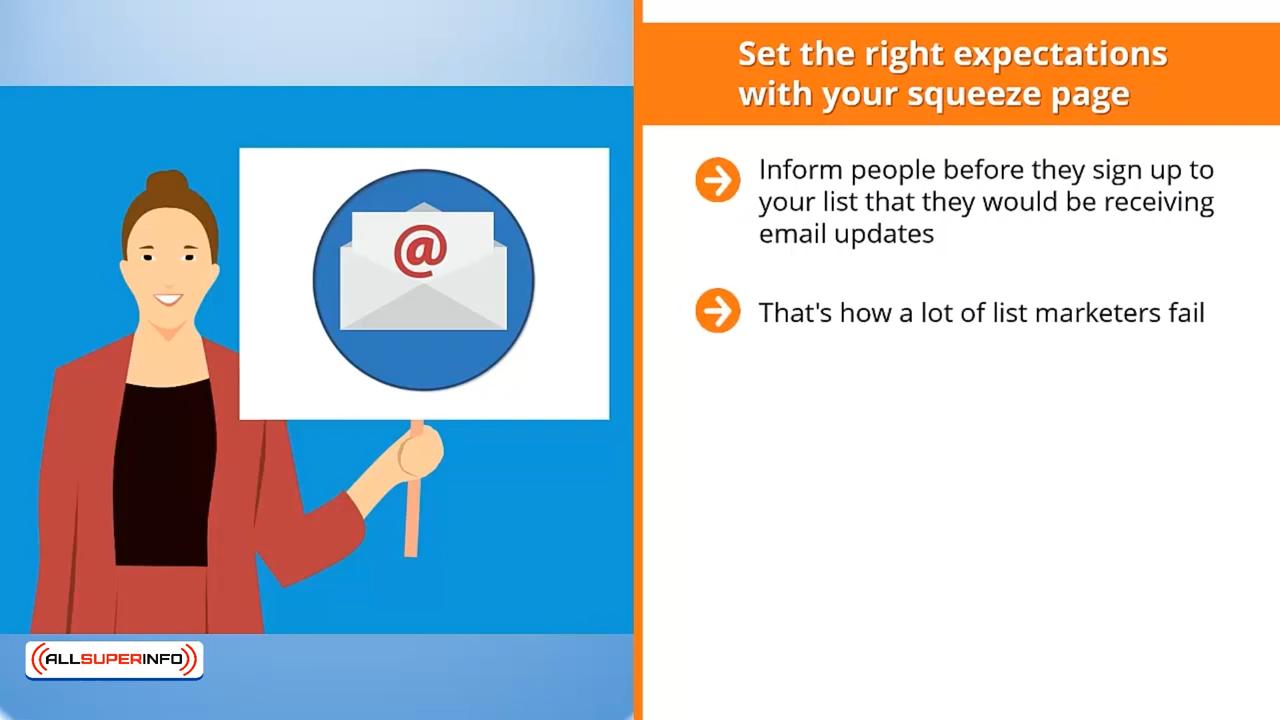 Set the right expectations
with your squeeze page
Inform people before they sign up to
your list that they would be receiving
email updates
That's how a lot of list marketers fail
@
((ALLSUPERINFO))